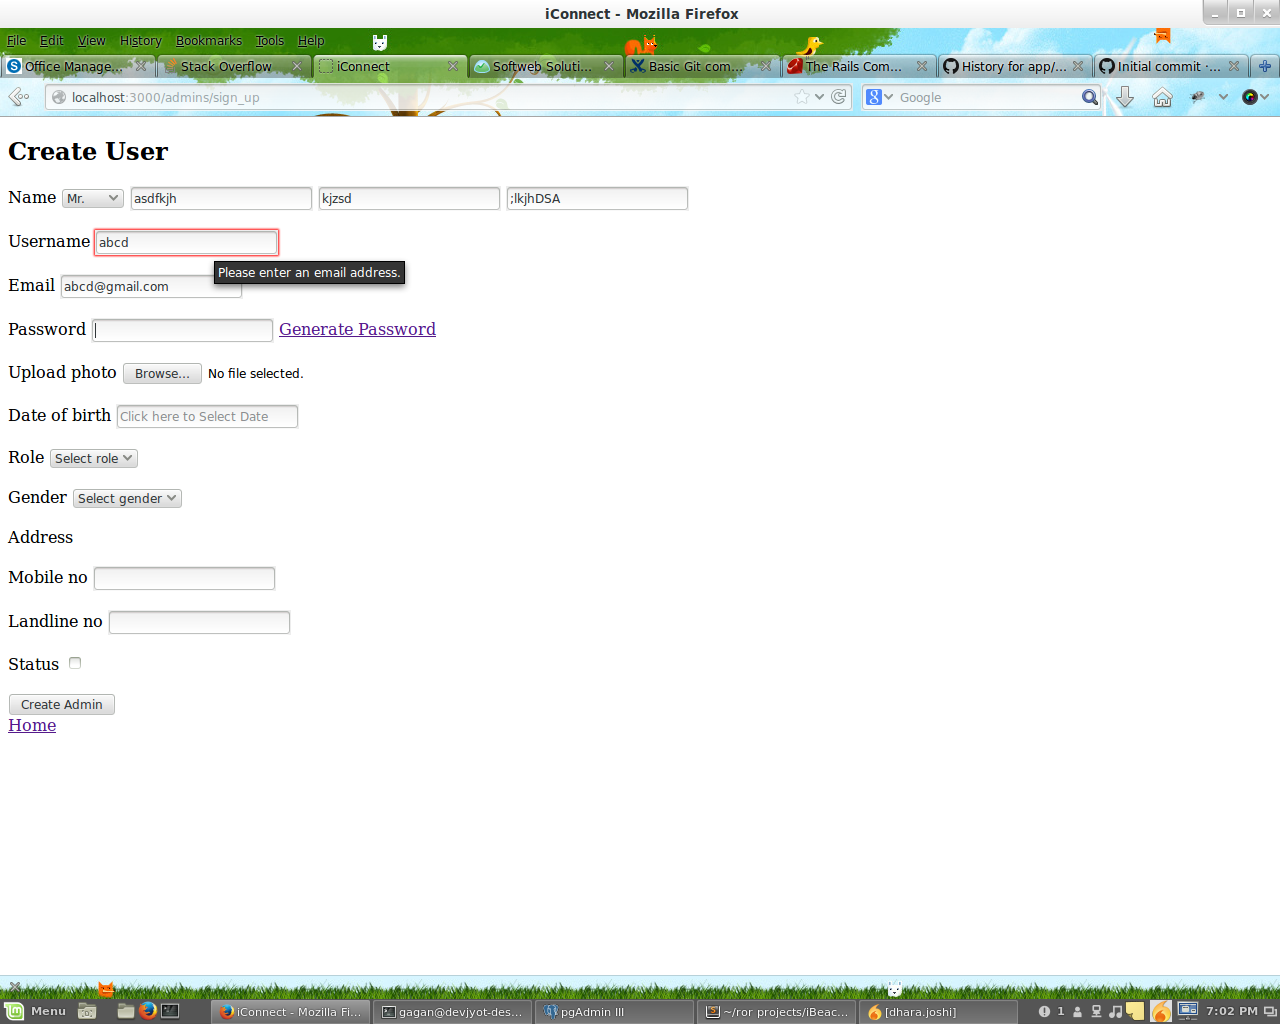 iConnect - Mozilla Firefox
File Edit View History Bookmarks Tools Help
Office Manage... Stack Overflow iConnect Softweb Soluti... Basic Git com... The Rails Com... History for app/... Initial commit ·...
localhost:3000/admins/sign_up Google
Create User
Name Mr. asdfkjh kjzsd ;lkjhDSA
Username abcd
Please enter an email address.
Email abcd@gmail.com
Password Generate Password
Upload photo Browse... No file selected.
Date of birth Click here to Select Date
Role Select role
Gender Select gender
Address
Mobile no
Landline no
Status
Create Admin
Home
Menu iConnect - Mozilla Fi... gagan@devjyot-des... pgAdmin III ~/ror projects/iBeac... [dhara.joshi] 1 7:02 PM